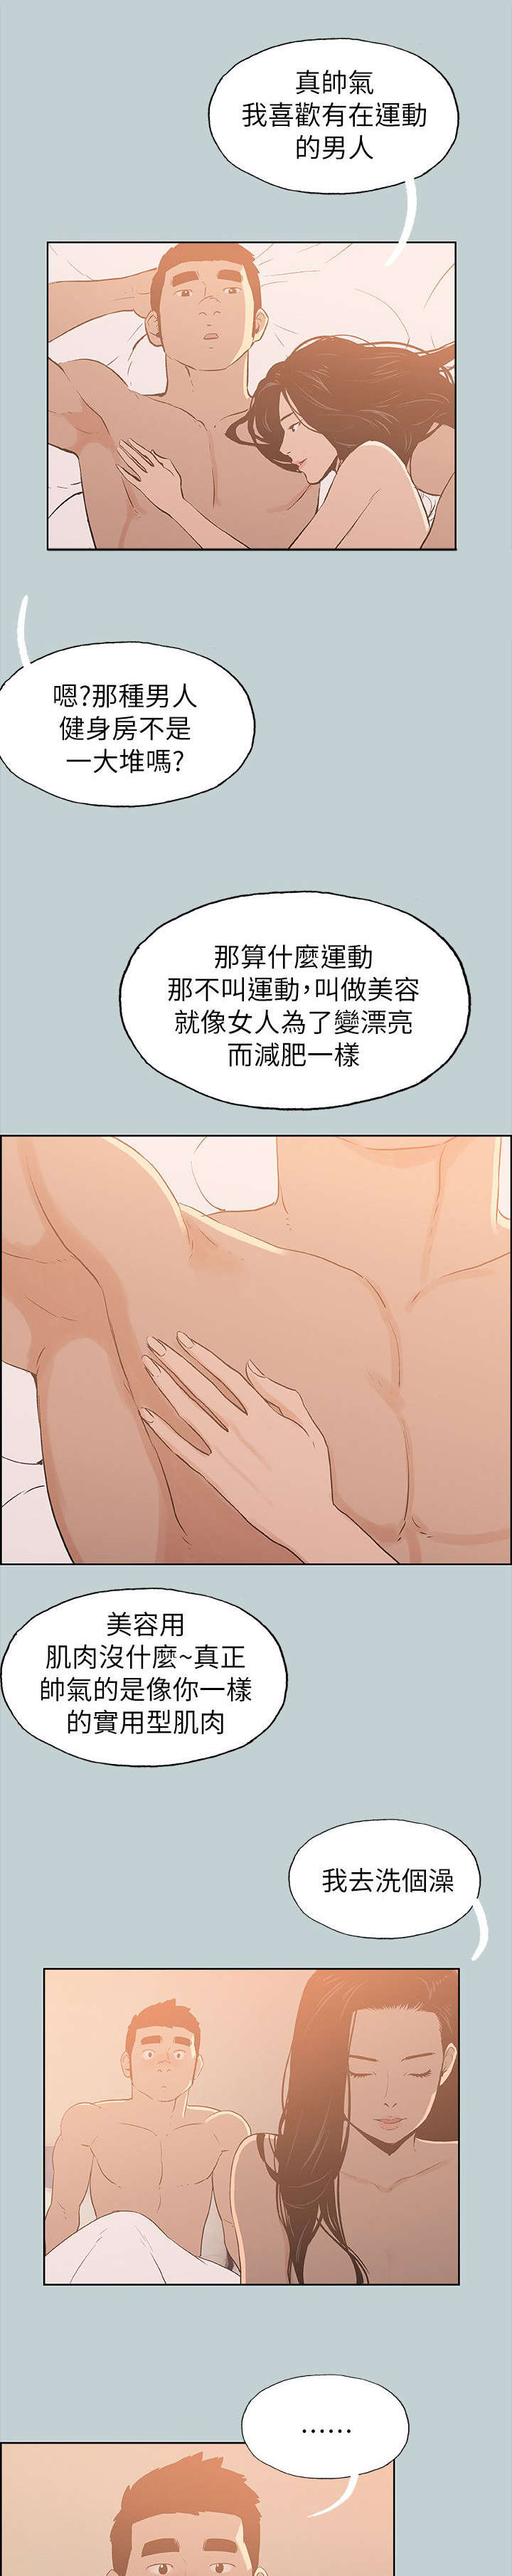 真帥氣
我喜歡有在運動
的男人
嗯?那種男人
健身房不是
一大堆嗎?
那算什麼運動
那不叫運動，叫做美容
就像女人為了變漂亮
而減肥一樣
美容用
肌肉沒什麼~真正
帥氣的是像你一樣
的實用型肌肉
我去洗個澡
⋯⋯